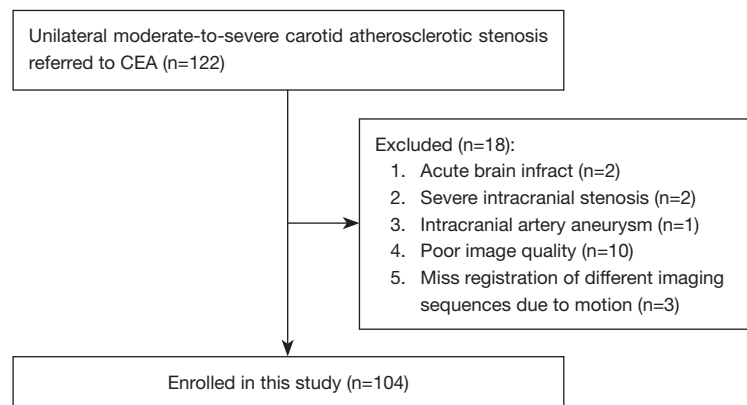 Unilateral moderate-to-severe carotid atherosclerotic stenosis
referred to CEA (n=122)
Excluded (n=18):
1. Acute brain infract (n=2)
2. Severe intracranial stenosis (n=2)
3. Intracranial artery aneurysm (n=1)
4. Poor image quality (n=10)
5. Miss registration of different imaging
sequences due to motion (n=3)
Enrolled in this study (n=104)